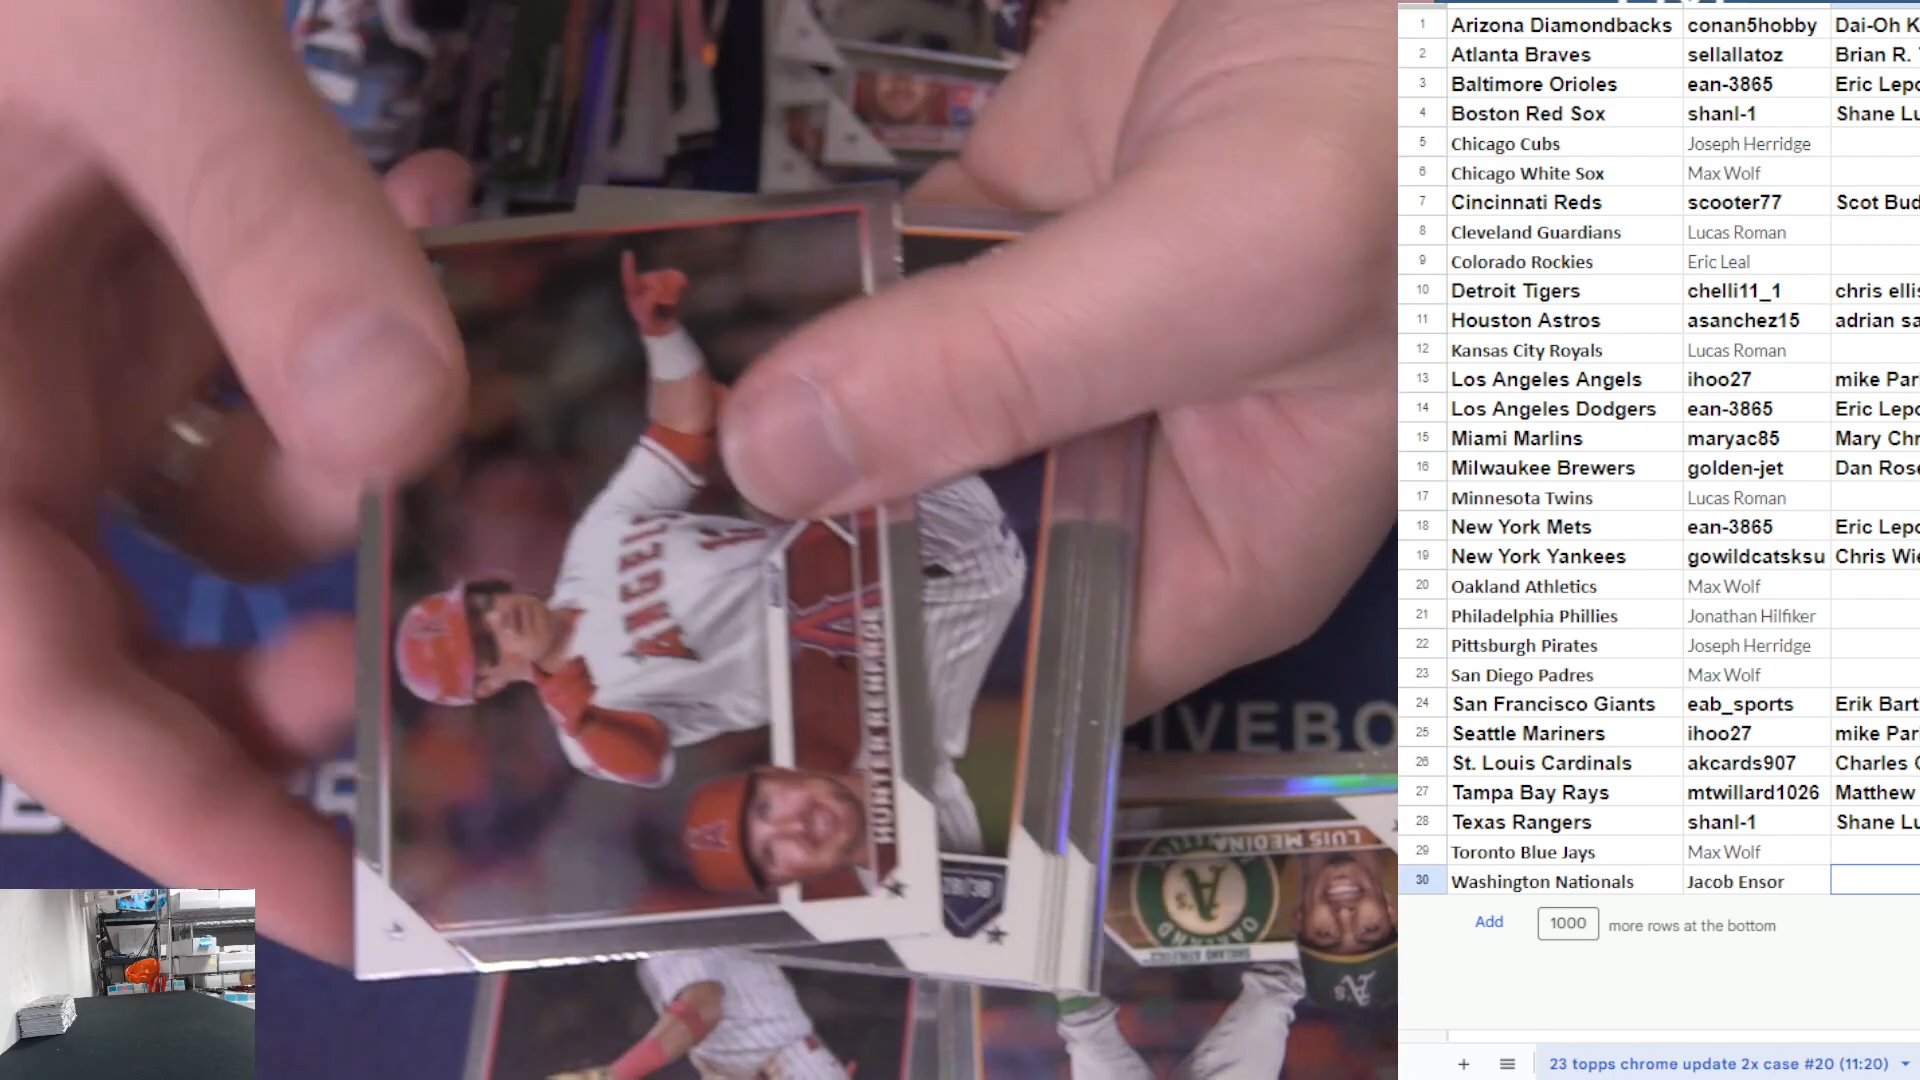 1 Arizona Diamondbacks conan5hobby Dai-Oh K
2 Atlanta Braves sellallatoz Brian R.
3 Baltimore Orioles ean-3865 Eric Lepo
4 Boston Red Sox shanl-1 Shane Lu
5 Chicago Cubs Joseph Herridge
6 Chicago White Sox Max Wolf
7 Cincinnati Reds scooter77 Scot Bud
8 Cleveland Guardians Lucas Roman
9 Colorado Rockies Eric Leal
10 Detroit Tigers chelli11_1 chris ellis
11 Houston Astros asanchez15 adrian sa
12 Kansas City Royals Lucas Roman
13 Los Angeles Angels ihoo27 mike Par
14 Los Angeles Dodgers ean-3865 Eric Lepo
15 Miami Marlins maryac85 Mary Chr
16 Milwaukee Brewers golden-jet Dan Rose
17 Minnesota Twins Lucas Roman
18 New York Mets ean-3865 Eric Lepo
19 New York Yankees gowildcatsksu Chris Wie
20 Oakland Athletics Max Wolf
21 Philadelphia Phillies Jonathan Hilfiker
22 Pittsburgh Pirates Joseph Herridge
23 San Diego Padres Max Wolf
24 San Francisco Giants eab_sports Erik Bart
25 Seattle Mariners ihoo27 mike Par
26 St. Louis Cardinals akcards907 Charles
27 Tampa Bay Rays mtwillard1026 Matthew
28 Texas Rangers shanl-1 Shane Lu
29 Toronto Blue Jays Max Wolf
30 Washington Nationals Jacob Ensor
Add 1000 more rows at the bottom
+ 23 topps chrome update 2x case #20 (11:20)
ANGELS
HUNTER RENFROE
LIVEBO
LUIS MEDINA
OAKLAND ATHLETICS
A's